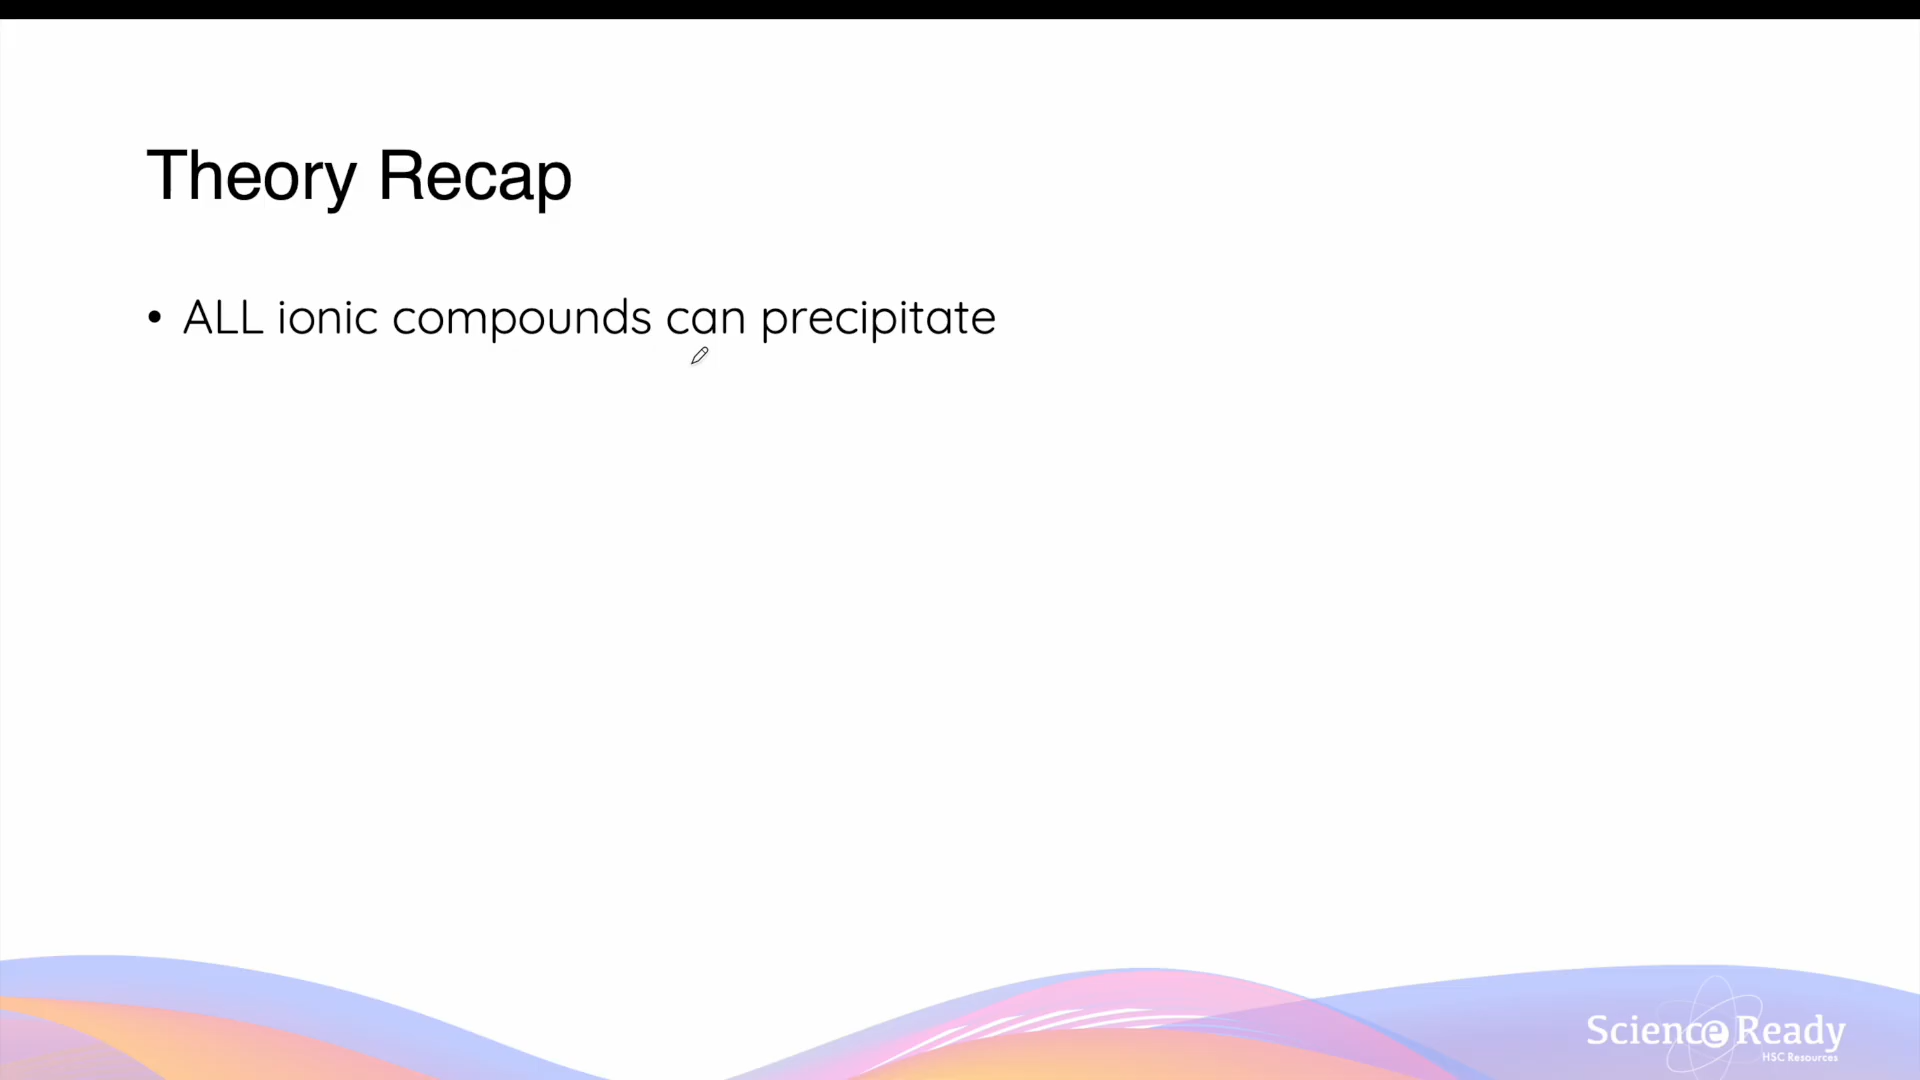 Theory Recap
• ALL ionic compounds can precipitate
Science Ready
HSC Resources